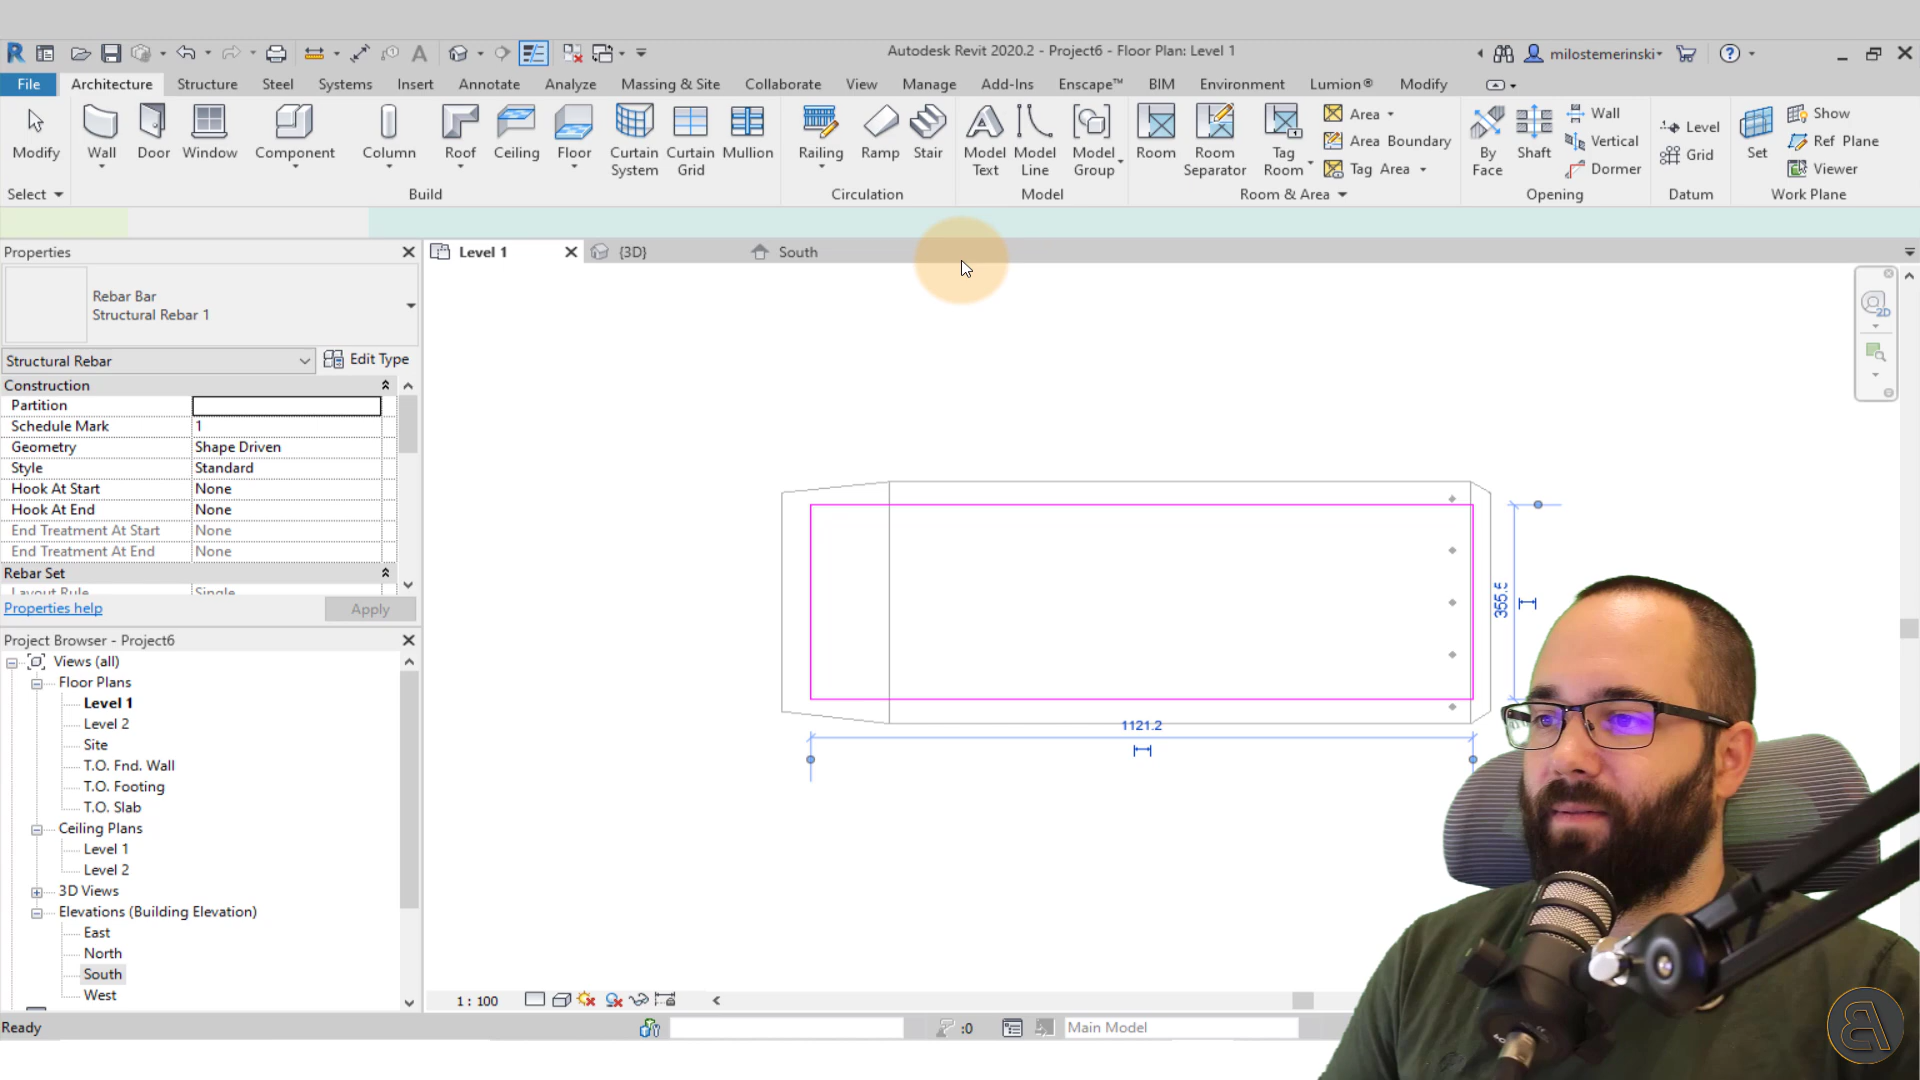 Autodesk Revit 2020.2 - Project6 - Floor Plan: Level 1
milostemerinski
File Architecture Structure Steel Systems Insert Annotate Analyze Massing & Site Collaborate View Manage Add-Ins Enscape™ BIM Environment Lumion® Modify
Modify
Wall
Door
Window
Component
Column
Roof
Ceiling
Floor
Curtain System
Curtain Grid
Mullion
Railing
Ramp
Stair
Model Text
Model Line
Model Group
Room
Room Separator
Tag Room
Area
Area Boundary
Tag Area
By Face
Shaft
Wall
Vertical
Dormer
Level
Grid
Set
Show
Ref Plane
Viewer
Select
Build
Circulation
Model
Room & Area
Opening
Datum
Work Plane
Properties
Level 1
{3D}
South
Rebar Bar
Structural Rebar 1
Structural Rebar
Edit Type
Construction
Partition
Schedule Mark 1
Geometry Shape Driven
Style Standard
Hook At Start None
Hook At End None
End Treatment At Start None
End Treatment At End None
Rebar Set
Layout Rule Single
Properties help
Apply
Project Browser - Project6
Views (all)
Floor Plans
Level 1
Level 2
Site
T.O. Fnd. Wall
T.O. Footing
T.O. Slab
Ceiling Plans
Level 1
Level 2
3D Views
Elevations (Building Elevation)
East
North
South
West
2D
355.5
1121.2
1 : 100
Ready
:0
Main Model